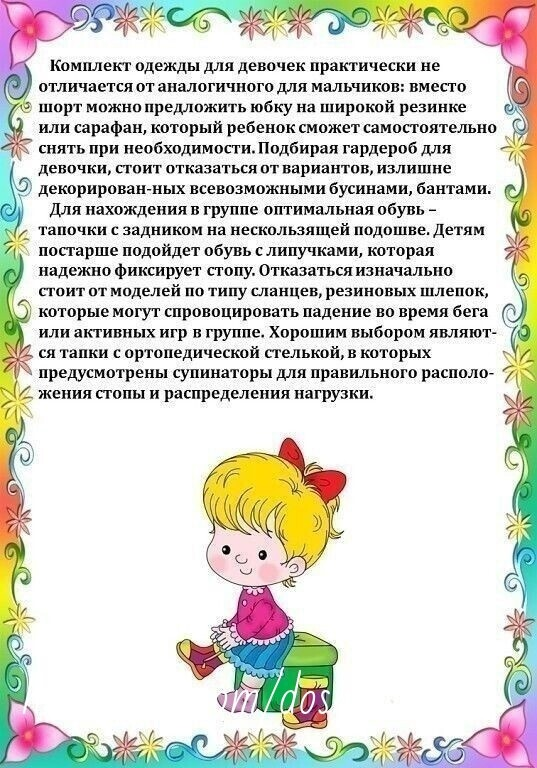 Комплект одежды для девочек практически не
отличается от аналогичного для мальчиков: вместо
шорт можно предложить юбку на широкой резинке
или сарафан, который ребенок сможет самостоятельно
снять при необходимости. Подбирая гардероб для
девочки, стоит отказаться от вариантов, излишне
декорирован-ных всевозможными бусинами, бантами.
Для нахождения в группе оптимальная обувь –
тапочки с задником на нескользящей подошве. Детям
постарше подойдет обувь с липучками, которая
надежно фиксирует стопу. Отказаться изначально
стоит от моделей по типу сланцев, резиновых шлепок,
которые могут спровоцировать падение во время бега
или активных игр в группе. Хорошим выбором являют-
ся тапки с ортопедической стелькой, в которых
предусмотрены супинаторы для правильного располо-
жения стопы и распределения нагрузки.
om/dos